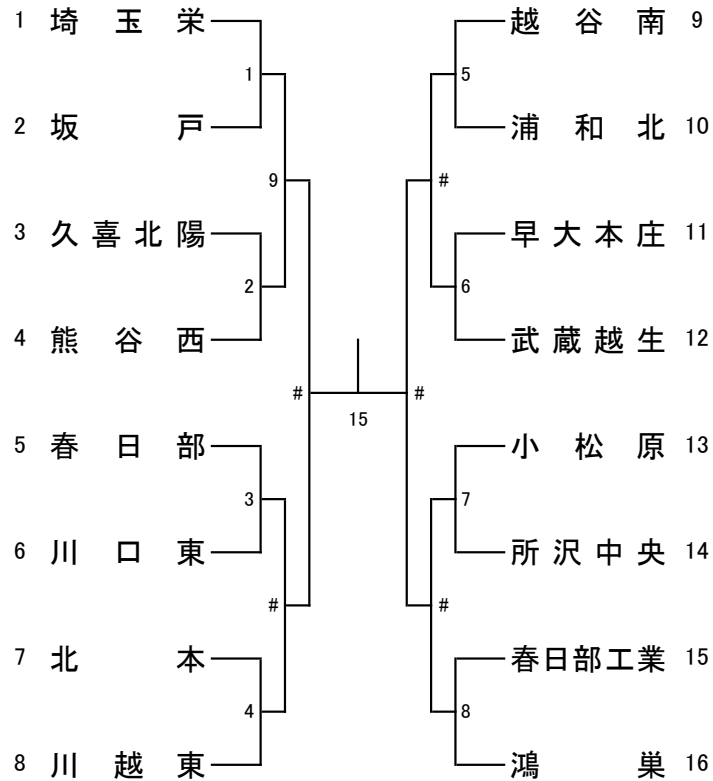 1 埼玉栄
1
2 坂戸
9
3 久喜北陽
2
4 熊谷西
#
5 春日部
3
6 川口東
#
7 北本
4
8 川越東
15
越谷南 9
5
浦和北 10
#
早大本庄 11
6
武蔵越生 12
#
小松原 13
7
所沢中央 14
#
春日部工業 15
8
鴻巣 16